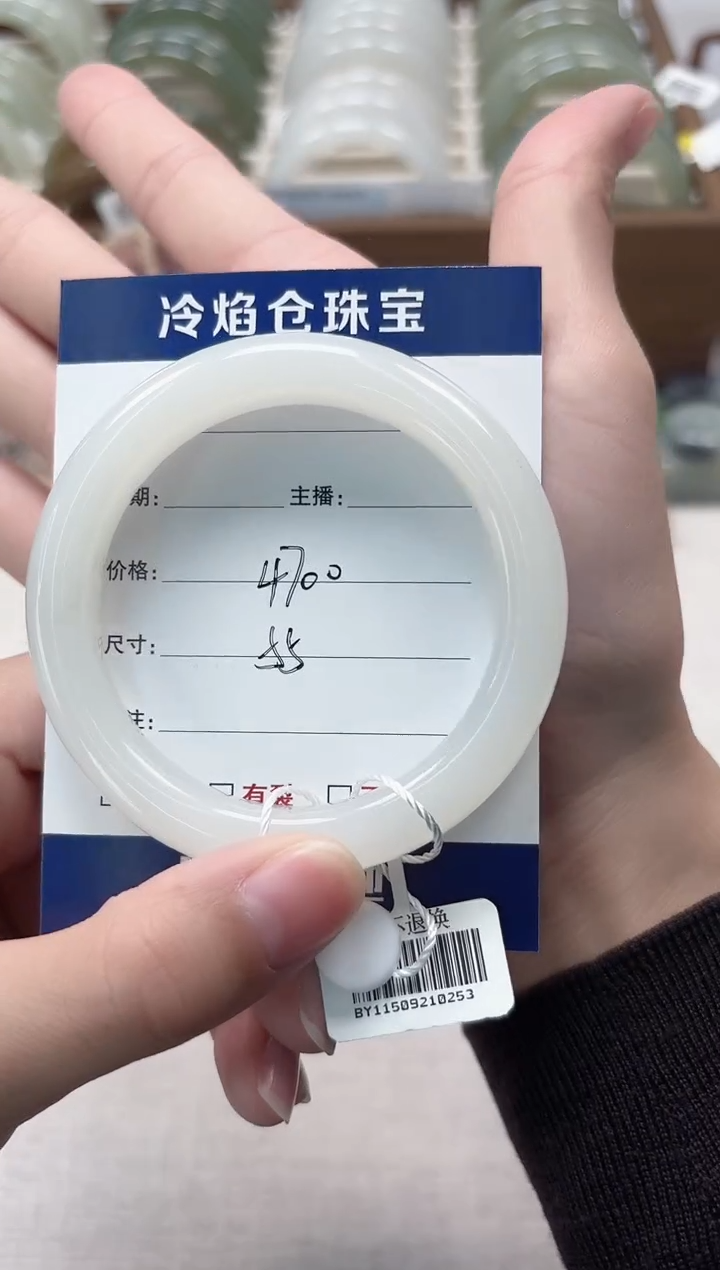 冷焰仓珠宝
期: 主播:
价格: 4700
尺寸: 55
注:
有裂
不退换
BY11509210253